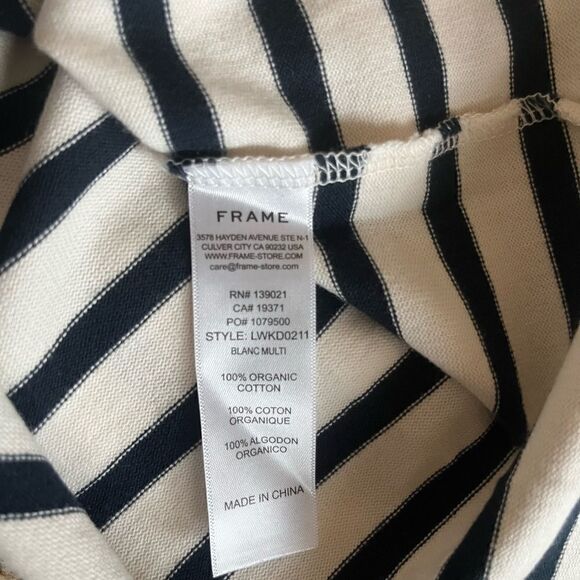 FRAME
3578 HAYDEN AVENUE STE N-1
CULVER CITY CA 90232 USA
WWW.FRAME-STORE.COM
care@frame-store.com
RN# 139021
CA# 19371
PO# 1079500
STYLE: LWKD0211
BLANC MULTI
100% ORGANIC
COTTON
100% COTON
ORGANIQUE
100% ALGODON
ORGANICO
MADE IN CHINA